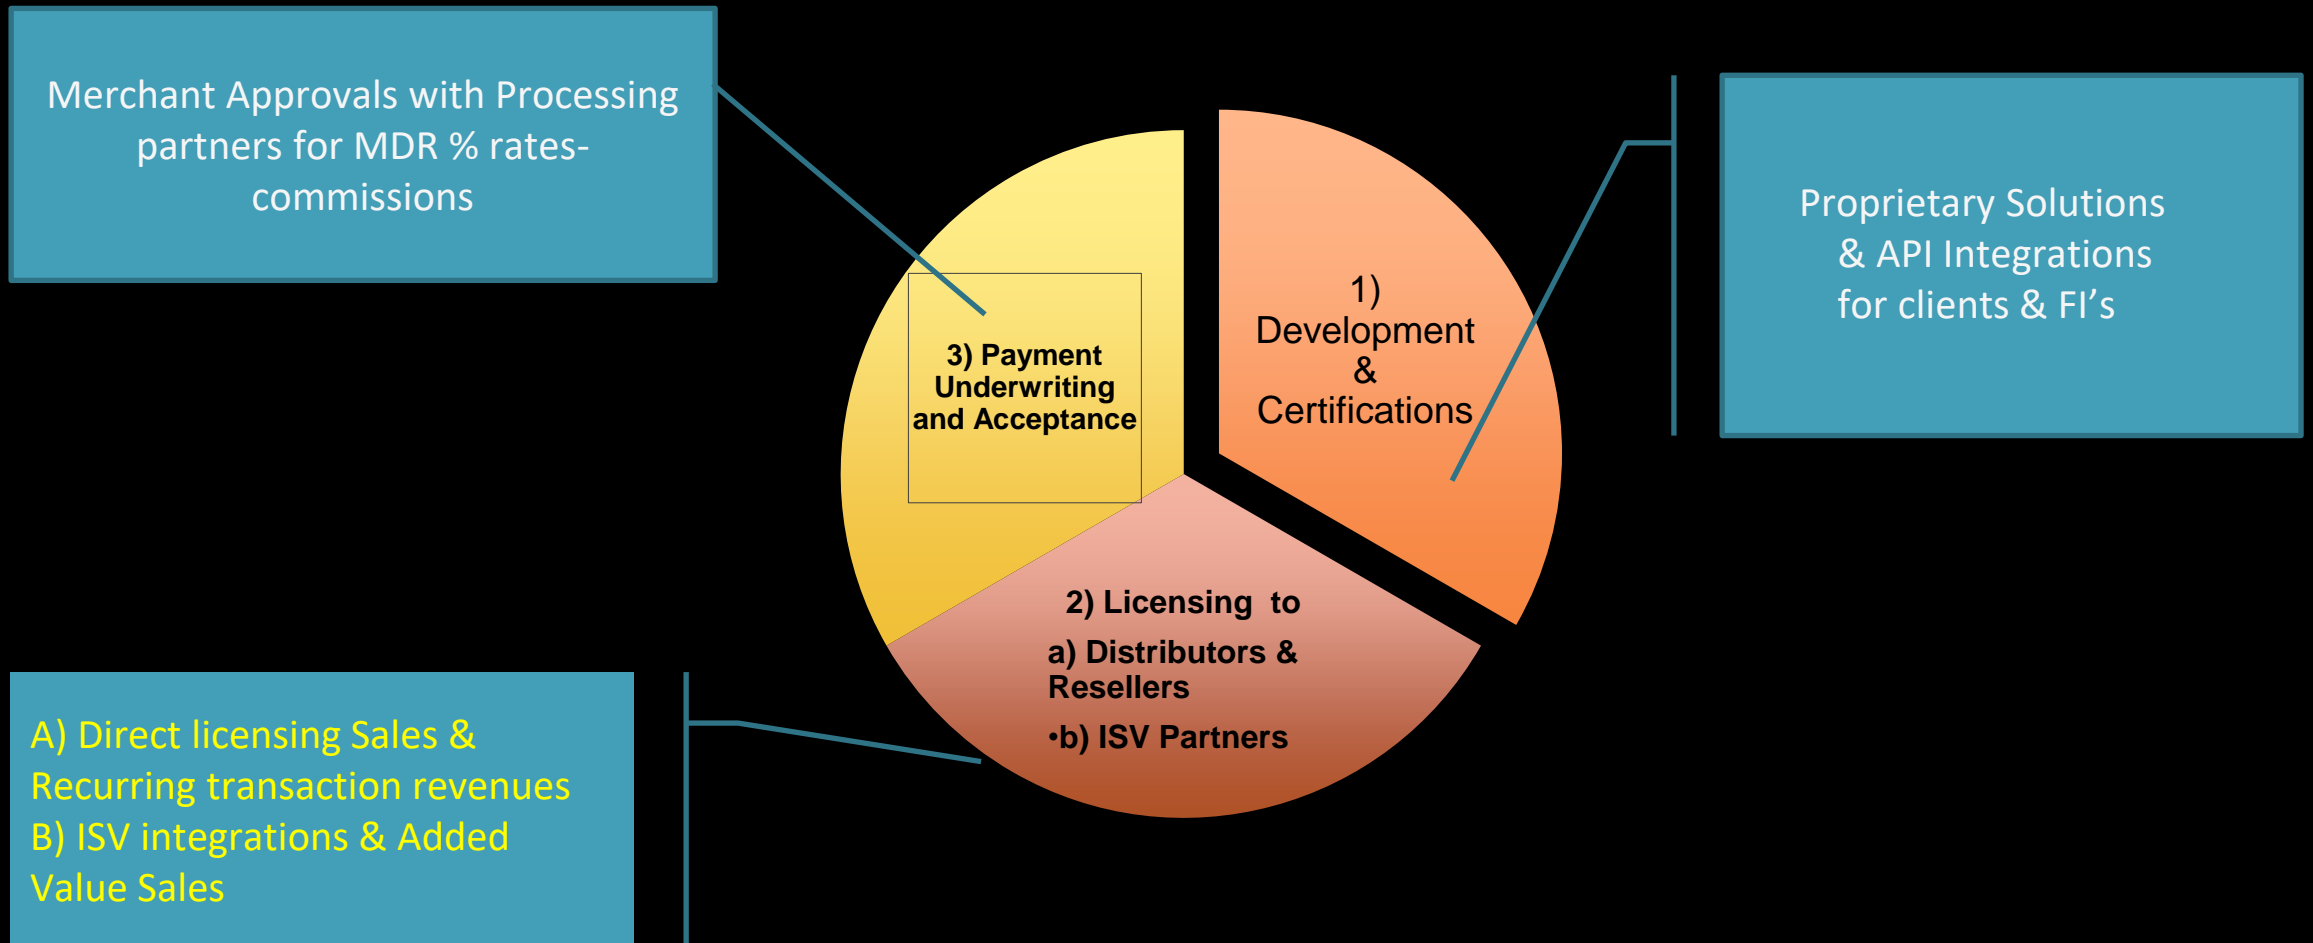 Merchant Approvals with Processing
partners for MDR % rates-
commissions
Proprietary Solutions
& API Integrations
for clients & FI’s
1)
Development
&
Certifications
3) Payment
Underwriting
and Acceptance
2) Licensing  to
a) Distributors &
Resellers
•b) ISV Partners
A) Direct licensing Sales &
Recurring transaction revenues
B) ISV integrations & Added
Value Sales